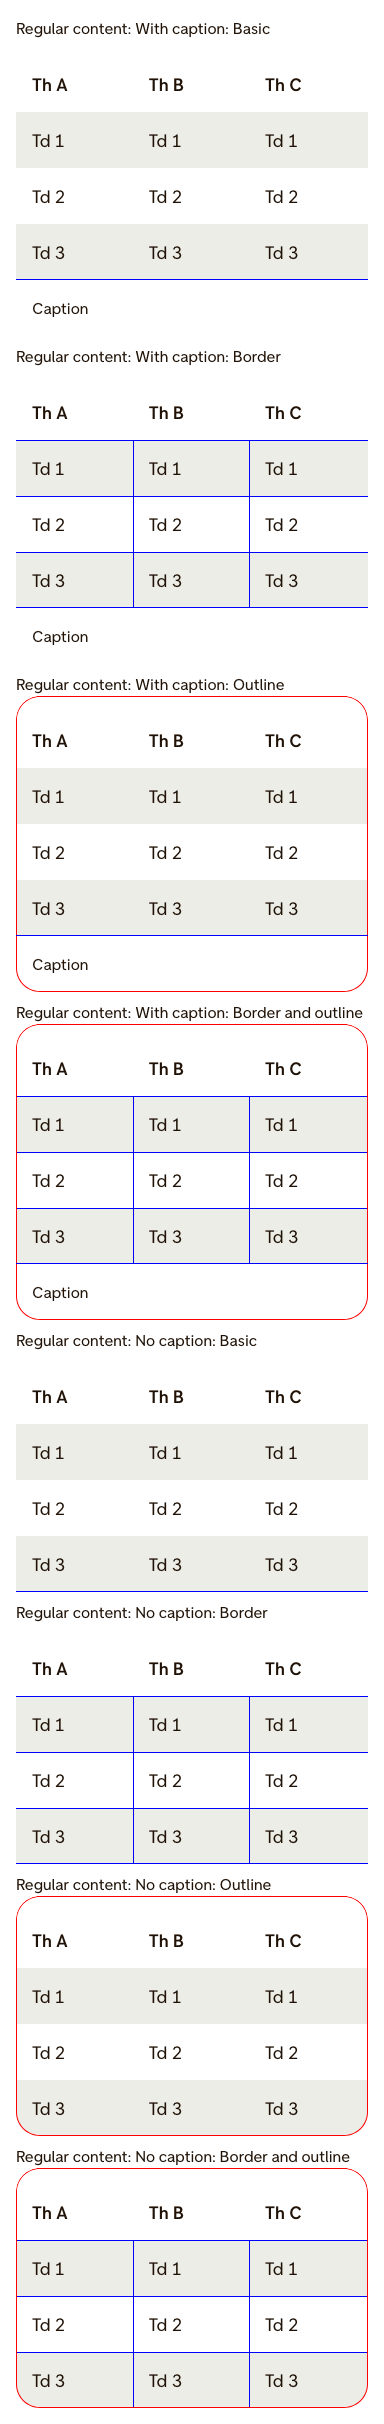 Regular content: With caption: Basic
Th A Th B Th C
Td 1 Td 1 Td 1
Td 2 Td 2 Td 2
Td 3 Td 3 Td 3
Caption
Regular content: With caption: Border
Th A Th B Th C
Td 1 Td 1 Td 1
Td 2 Td 2 Td 2
Td 3 Td 3 Td 3
Caption
Regular content: With caption: Outline
Th A Th B Th C
Td 1 Td 1 Td 1
Td 2 Td 2 Td 2
Td 3 Td 3 Td 3
Caption
Regular content: With caption: Border and outline
Th A Th B Th C
Td 1 Td 1 Td 1
Td 2 Td 2 Td 2
Td 3 Td 3 Td 3
Caption
Regular content: No caption: Basic
Th A Th B Th C
Td 1 Td 1 Td 1
Td 2 Td 2 Td 2
Td 3 Td 3 Td 3
Regular content: No caption: Border
Th A Th B Th C
Td 1 Td 1 Td 1
Td 2 Td 2 Td 2
Td 3 Td 3 Td 3
Regular content: No caption: Outline
Th A Th B Th C
Td 1 Td 1 Td 1
Td 2 Td 2 Td 2
Td 3 Td 3 Td 3
Regular content: No caption: Border and outline
Th A Th B Th C
Td 1 Td 1 Td 1
Td 2 Td 2 Td 2
Td 3 Td 3 Td 3